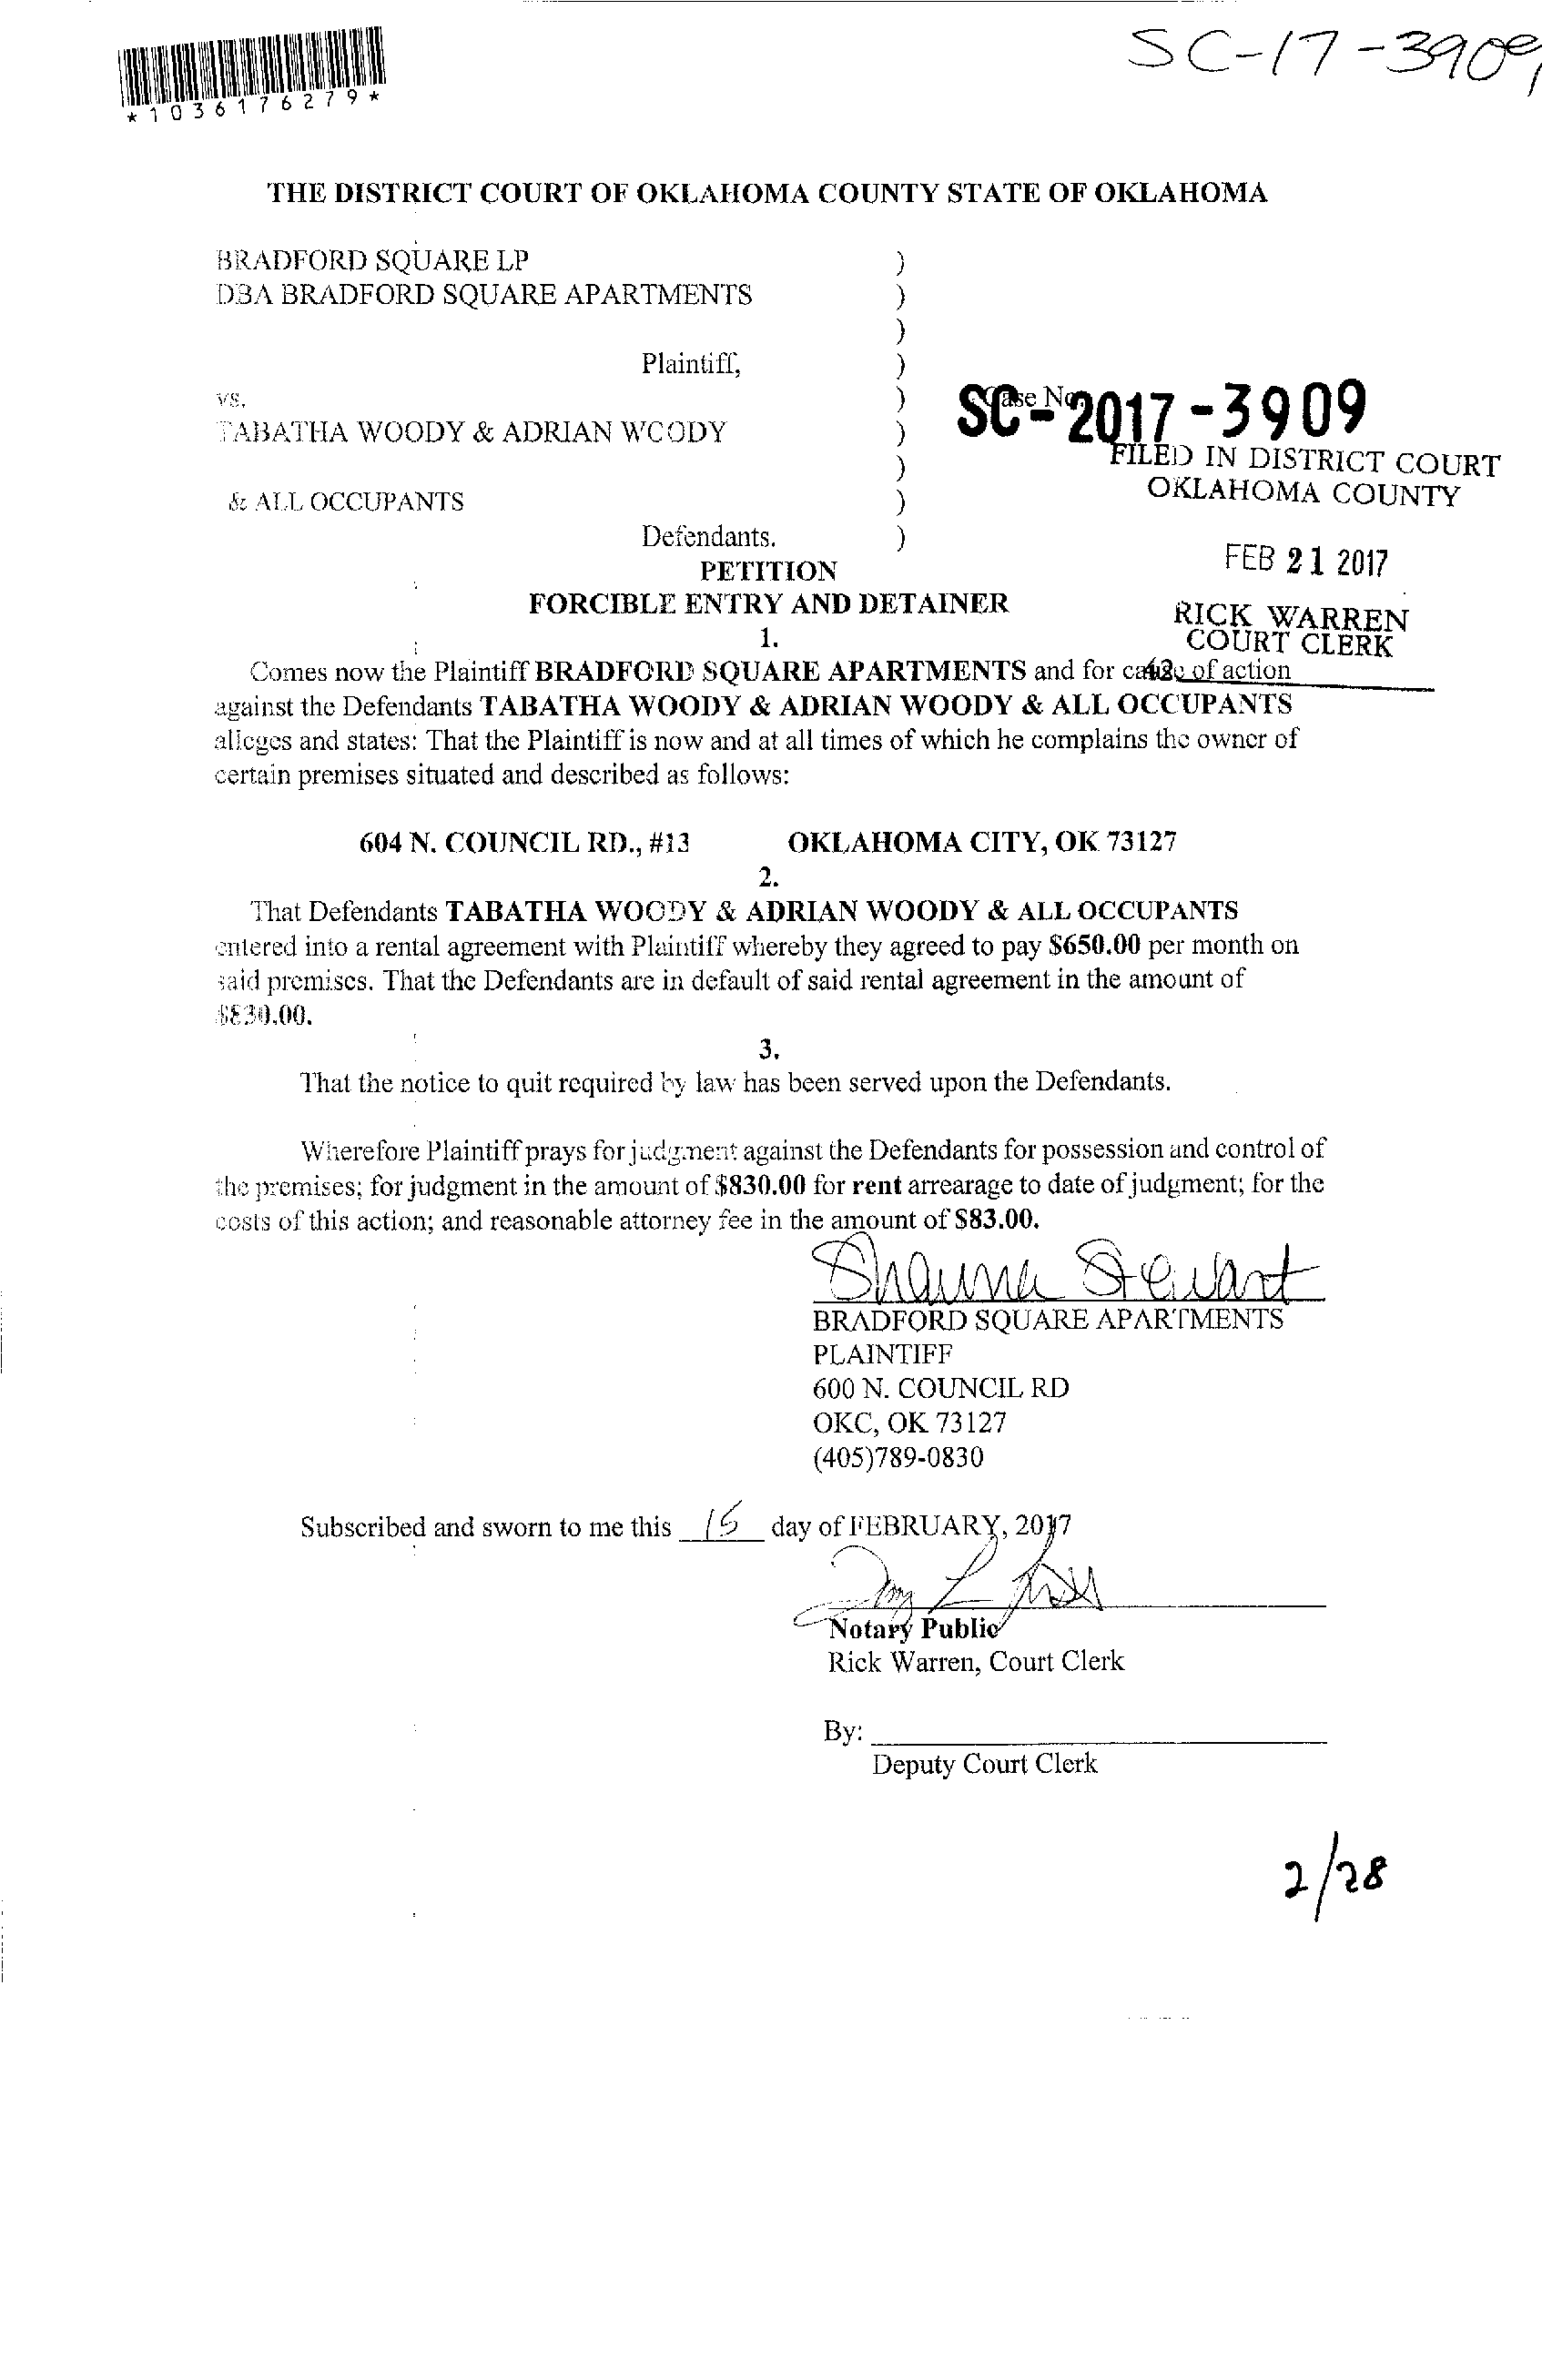 SC-17-3909
*1036176279*
THE DISTRICT COURT OF OKLAHOMA COUNTY STATE OF OKLAHOMA
BRADFORD SQUARE LP )
DBA BRADFORD SQUARE APARTMENTS )
)
Plaintiff, )
vs. ) Case No.
SC-2017-3909
TABATHA WOODY & ADRIAN WOODY )
) FILED IN DISTRICT COURT
& ALL OCCUPANTS ) OKLAHOMA COUNTY
Defendants. )
FEB 21 2017
PETITION
FORCIBLE ENTRY AND DETAINER
RICK WARREN
COURT CLERK
1.
42
Comes now the Plaintiff BRADFORD SQUARE APARTMENTS and for cause of action
against the Defendants TABATHA WOODY & ADRIAN WOODY & ALL OCCUPANTS
alleges and states: That the Plaintiff is now and at all times of which he complains the owner of
certain premises situated and described as follows:
604 N. COUNCIL RD., #13 OKLAHOMA CITY, OK 73127
2.
That Defendants TABATHA WOODY & ADRIAN WOODY & ALL OCCUPANTS
entered into a rental agreement with Plaintiff whereby they agreed to pay $650.00 per month on
said premises. That the Defendants are in default of said rental agreement in the amount of
$830.00.
3.
That the notice to quit required by law has been served upon the Defendants.
Wherefore Plaintiff prays for judgment against the Defendants for possession and control of
the premises; for judgment in the amount of $830.00 for rent arrearage to date of judgment; for the
costs of this action; and reasonable attorney fee in the amount of $83.00.
Shauna Stewart
BRADFORD SQUARE APARTMENTS
PLAINTIFF
600 N. COUNCIL RD
OKC, OK 73127
(405)789-0830
Subscribed and sworn to me this 15 day of FEBRUARY, 2017
Notary Public
Rick Warren, Court Clerk
By:
Deputy Court Clerk
2/28